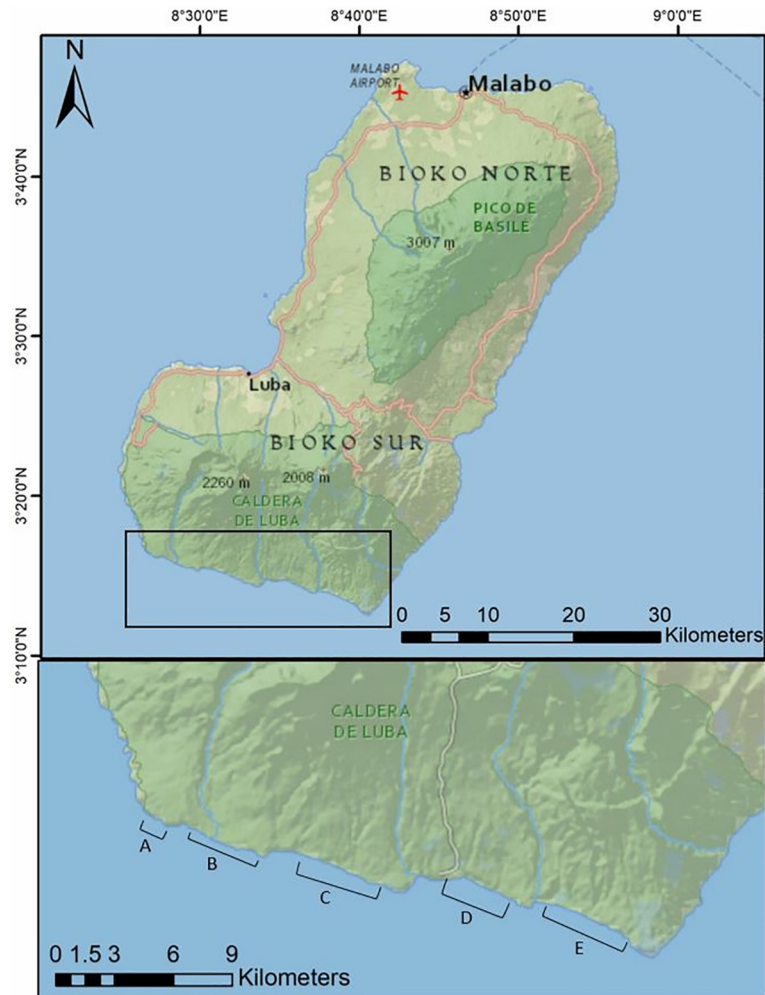 8°30'0"E 8°40'0"E 8°50'0"E 9°0'0"E
N
MALABO
AIRPORT
Malabo
3°40'0"N
BIOKO NORTE
PICO DE
BASILÉ
3007 m
3°30'0"N
Luba
BIOKO SUR
3°20'0"N
2260 m 2008 m
CALDERA
DE LUBA
0 5 10 20 30
Kilometers
3°10'0"N
CALDERA
DE LUBA
A
B
C
D
E
0 1.5 3 6 9
Kilometers